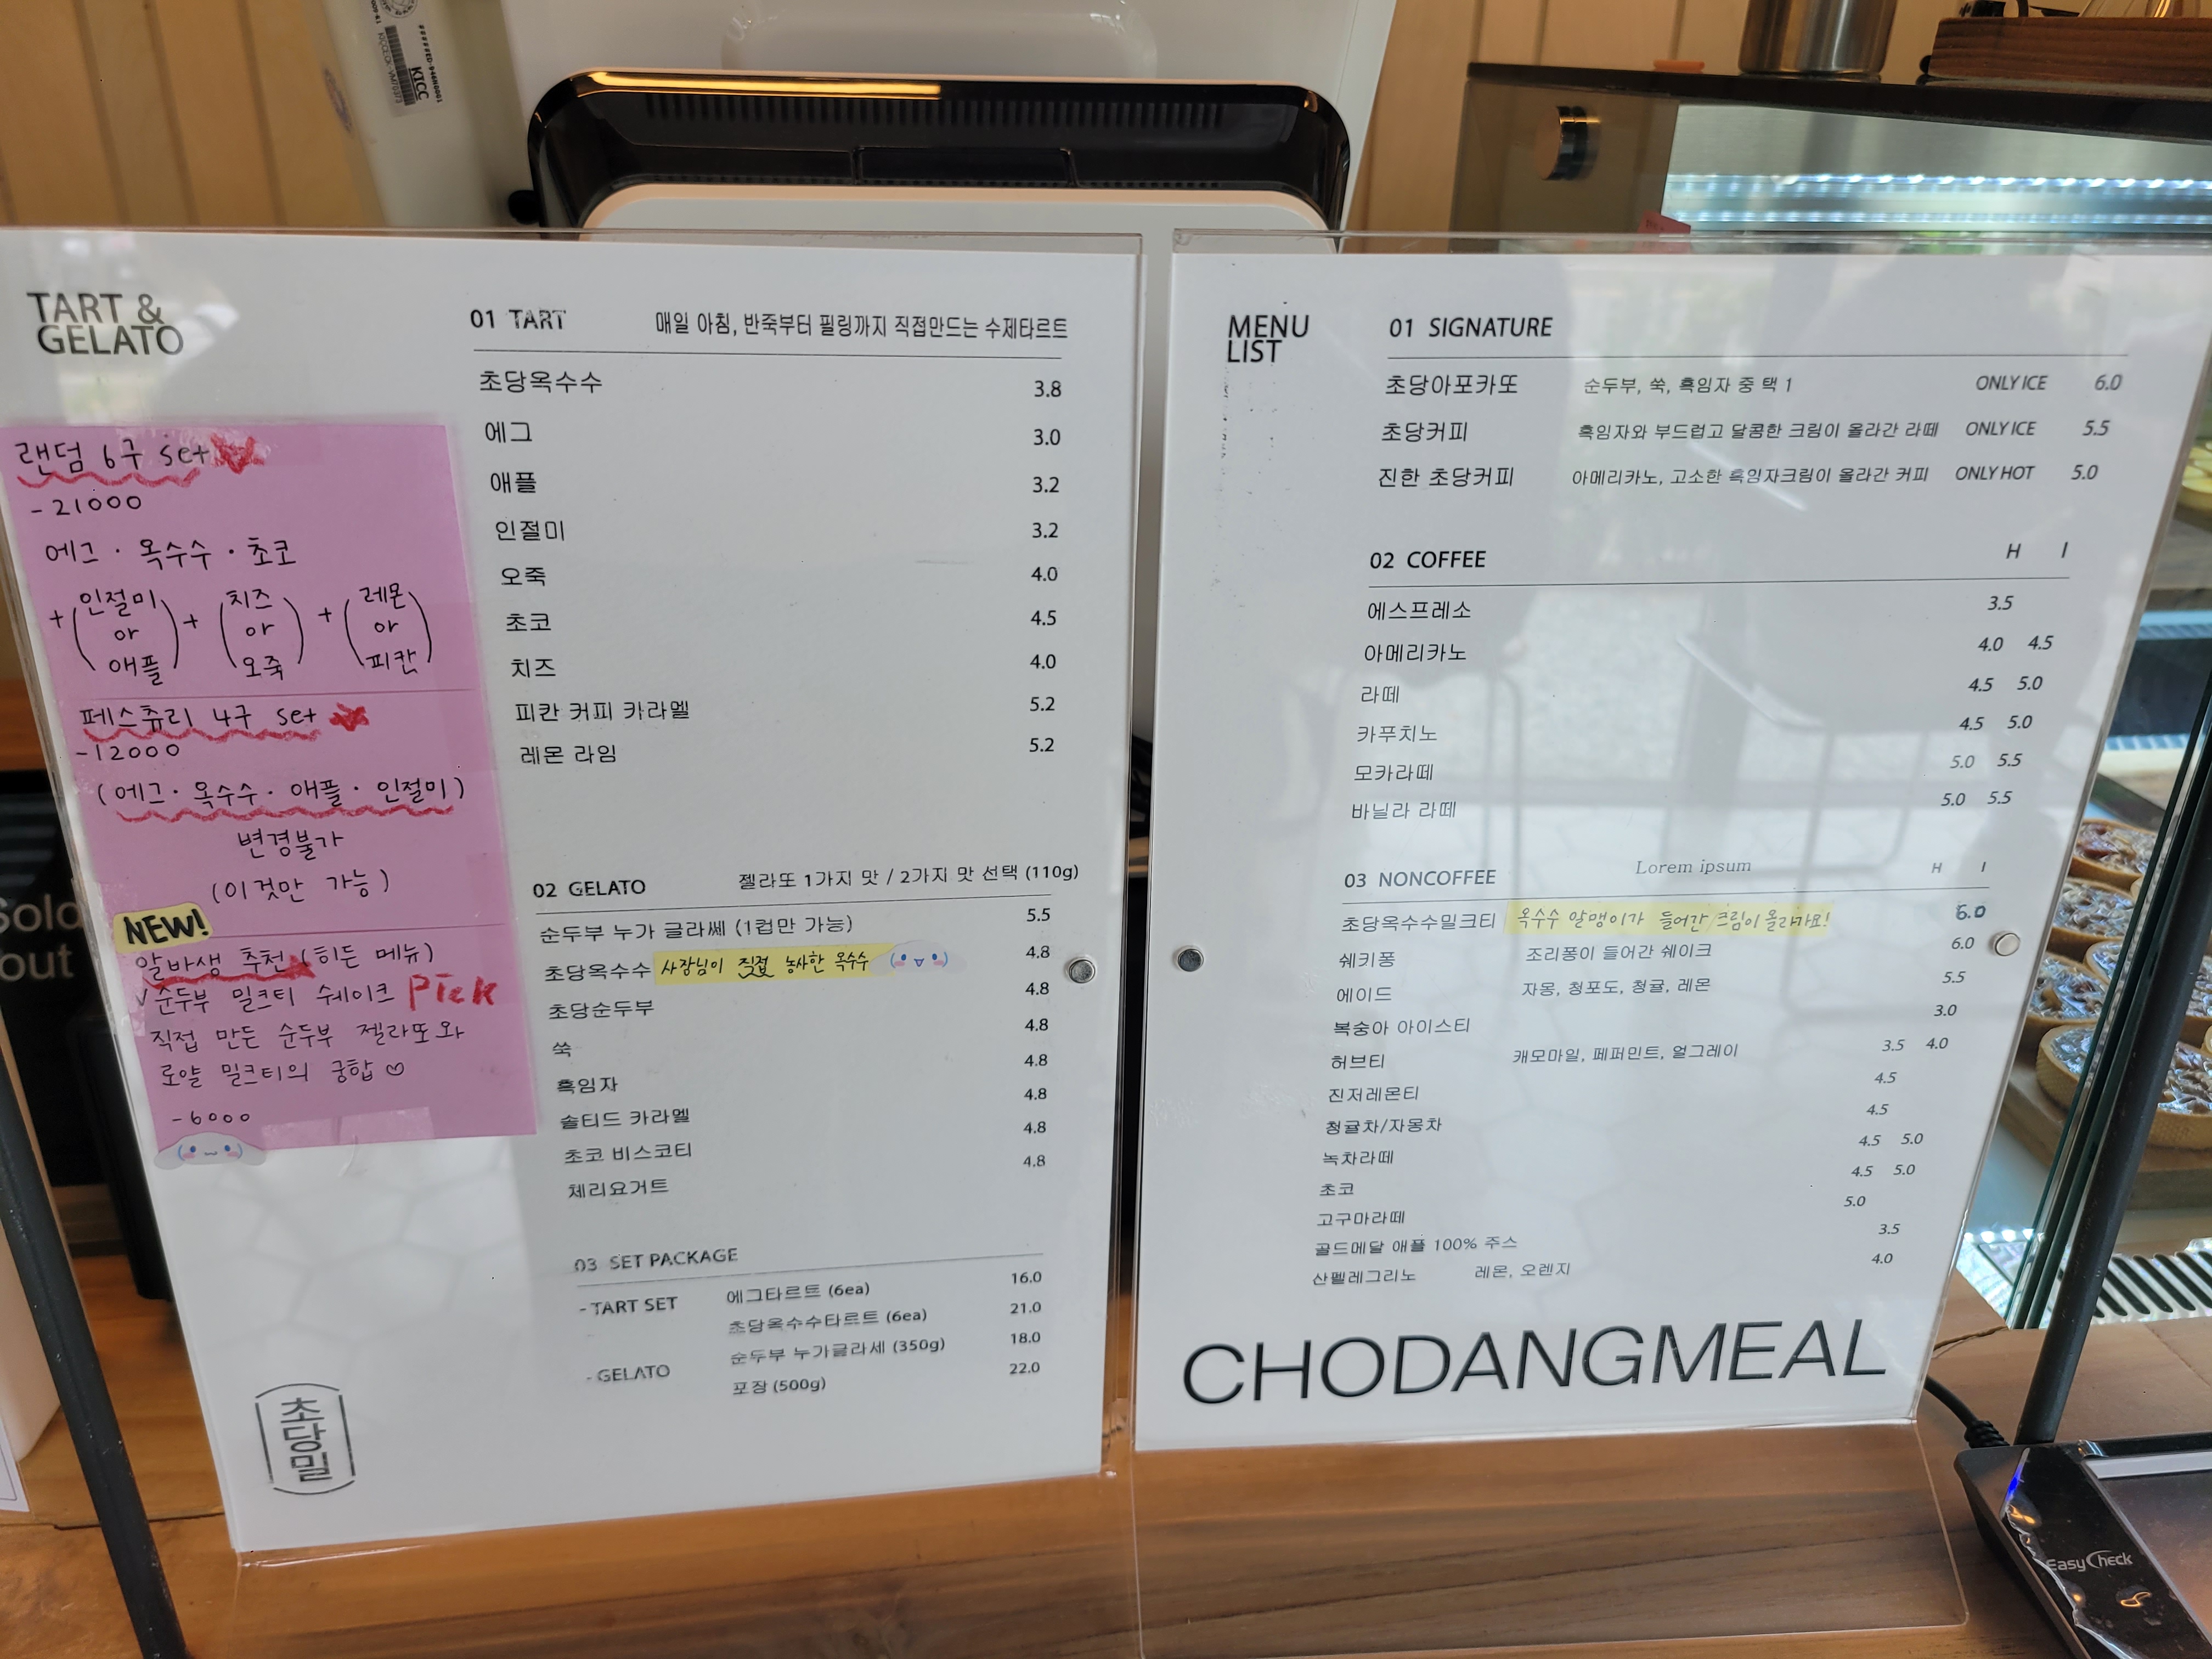 KICC
TART &
GELATO
랜덤 6구 set
- 21000
에그 · 옥수수 · 초코
+ (인절미 or 애플) + (치즈 or 오죽) + (레몬 or 피칸)
페스츄리 4구 set
- 12000
(에그 · 옥수수 · 애플 · 인절미)
변경불가
(이것만 가능)
NEW!
알바생 추천 (히든 메뉴)
√ 순두부 밀크티 쉐이크 Pick
직접 만든 순두부 젤라또와
로얄 밀크티의 궁합 ♡
- 6000
초당밀
01 TART 매일 아침, 반죽부터 필링까지 직접만드는 수제타르트
초당옥수수 3.8
에그 3.0
애플 3.2
인절미 3.2
오죽 4.0
초코 4.5
치즈 4.0
피칸 커피 카라멜 5.2
레몬 라임 5.2
02 GELATO 젤라또 1가지 맛 / 2가지 맛 선택 (110g)
순두부 누가 글라쎄 (1컵만 가능) 5.5
초당옥수수 사장님이 직접 농사한 옥수수 4.8
초당순두부 4.8
쑥 4.8
흑임자 4.8
솔티드 카라멜 4.8
초코 비스코티 4.8
체리요거트 4.8
03 SET PACKAGE
- TART SET 에그타르트 (6ea) 16.0
초당옥수수타르트 (6ea) 21.0
- GELATO 순두부 누가글라세 (350g) 18.0
포장 (500g) 22.0
MENU
LIST
01 SIGNATURE
초당아포카또 순두부, 쑥, 흑임자 중 택 1 ONLY ICE 6.0
초당커피 흑임자와 부드럽고 달콤한 크림이 올라간 라떼 ONLY ICE 5.5
진한 초당커피 아메리카노, 고소한 흑임자크림이 올라간 커피 ONLY HOT 5.0
02 COFFEE H I
에스프레소 3.5
아메리카노 4.0 4.5
라떼 4.5 5.0
카푸치노 4.5 5.0
모카라떼 5.0 5.5
바닐라 라떼 5.0 5.5
03 NONCOFFEE Lorem ipsum H I
초당옥수수밀크티 옥수수 알맹이가 들어간 크림이 올라가요! 6.0
쉐키퐁 조리퐁이 들어간 쉐이크 6.0
에이드 자몽, 청포도, 청귤, 레몬 5.5
복숭아 아이스티 3.0
허브티 캐모마일, 페퍼민트, 얼그레이 3.5 4.0
진저레몬티 4.5
청귤차/자몽차 4.5
녹차라떼 4.5 5.0
초코 4.5 5.0
고구마라떼 5.0
골드메달 애플 100% 주스 3.5
산펠레그리노 레몬, 오렌지 4.0
CHODANGMEAL
Sold
out
EasyCheck